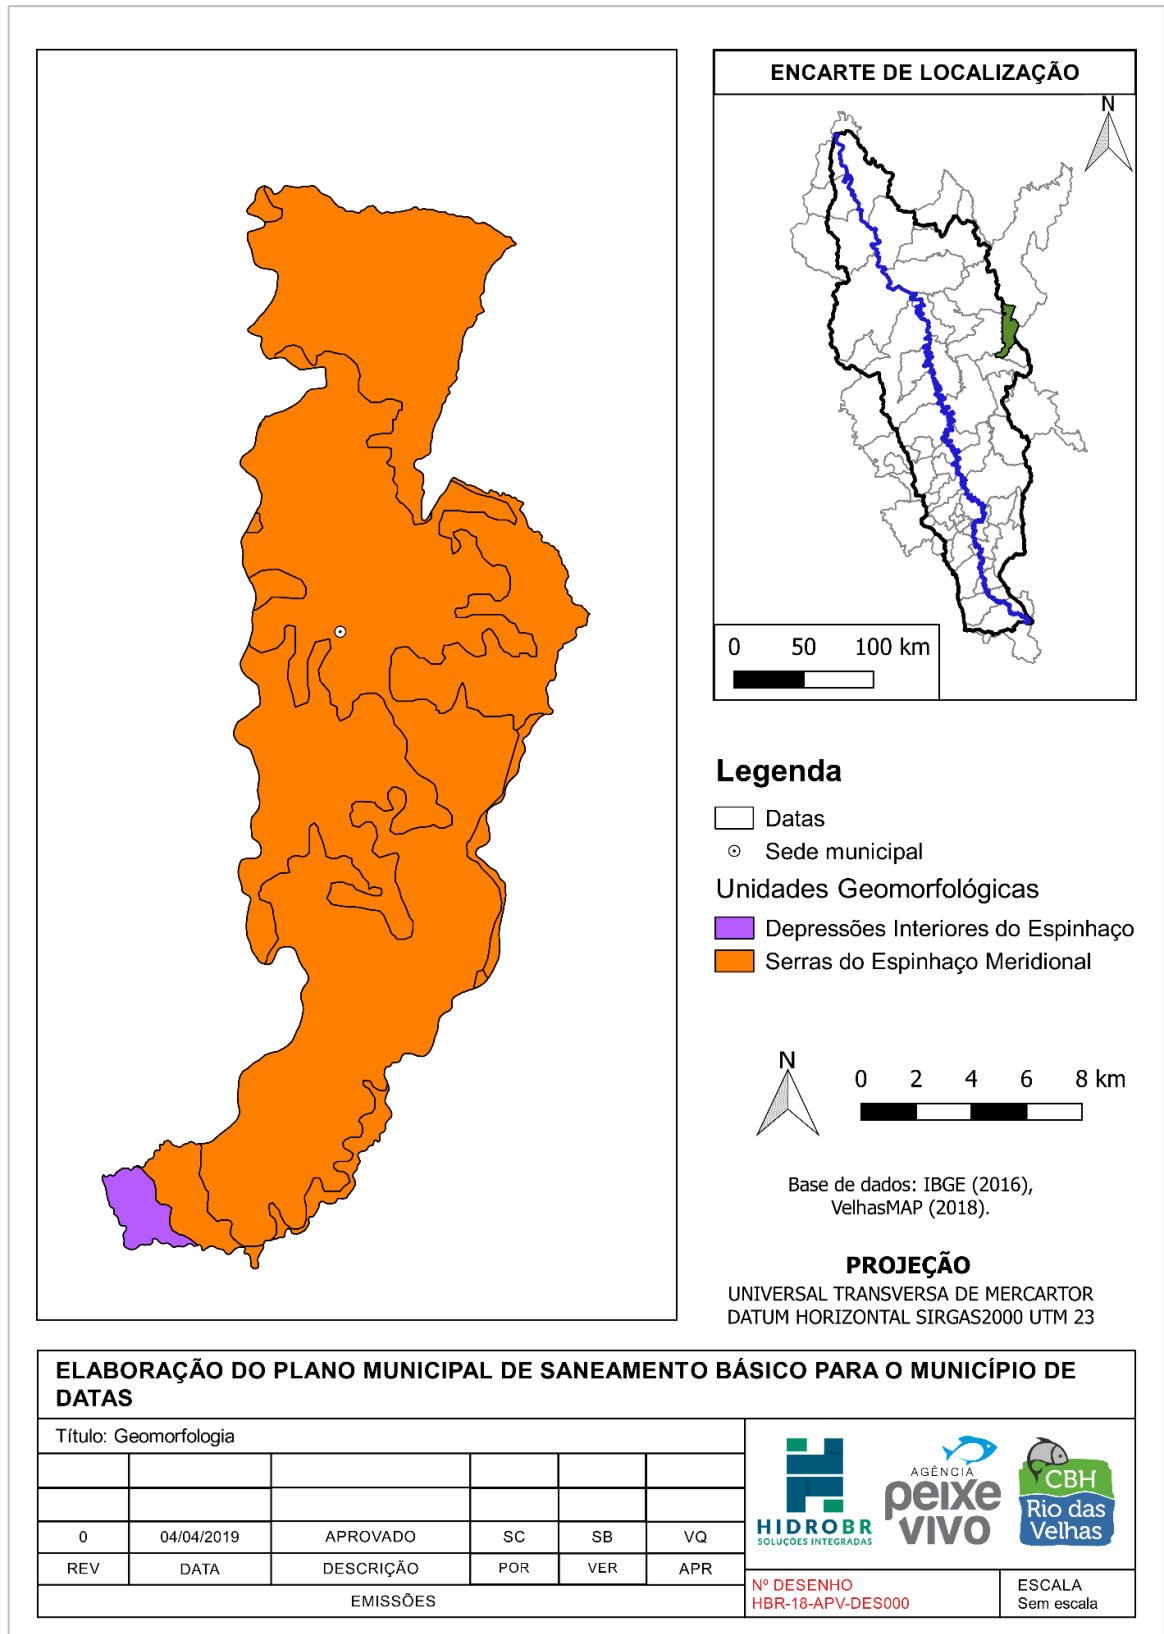 ENCARTE DE LOCALIZAÇÃO
N
0 50 100 km
Legenda
Datas
Sede municipal
Unidades Geomorfológicas
Depressões Interiores do Espinhaço
Serras do Espinhaço Meridional
N
0 2 4 6 8 km
Base de dados: IBGE (2016),
VelhasMAP (2018).
PROJEÇÃO
UNIVERSAL TRANSVERSA DE MERCARTOR
DATUM HORIZONTAL SIRGAS2000 UTM 23
ELABORAÇÃO DO PLANO MUNICIPAL DE SANEAMENTO BÁSICO PARA O MUNICÍPIO DE
DATAS
Título: Geomorfologia
0 04/04/2019 APROVADO SC SB VQ
REV DATA DESCRIÇÃO POR VER APR
EMISSÕES
HIDROBR
SOLUÇÕES INTEGRADAS
AGÊNCIA
peixe
vivo
CBH
Rio das
Velhas
Nº DESENHO
HBR-18-APV-DES000
ESCALA
Sem escala